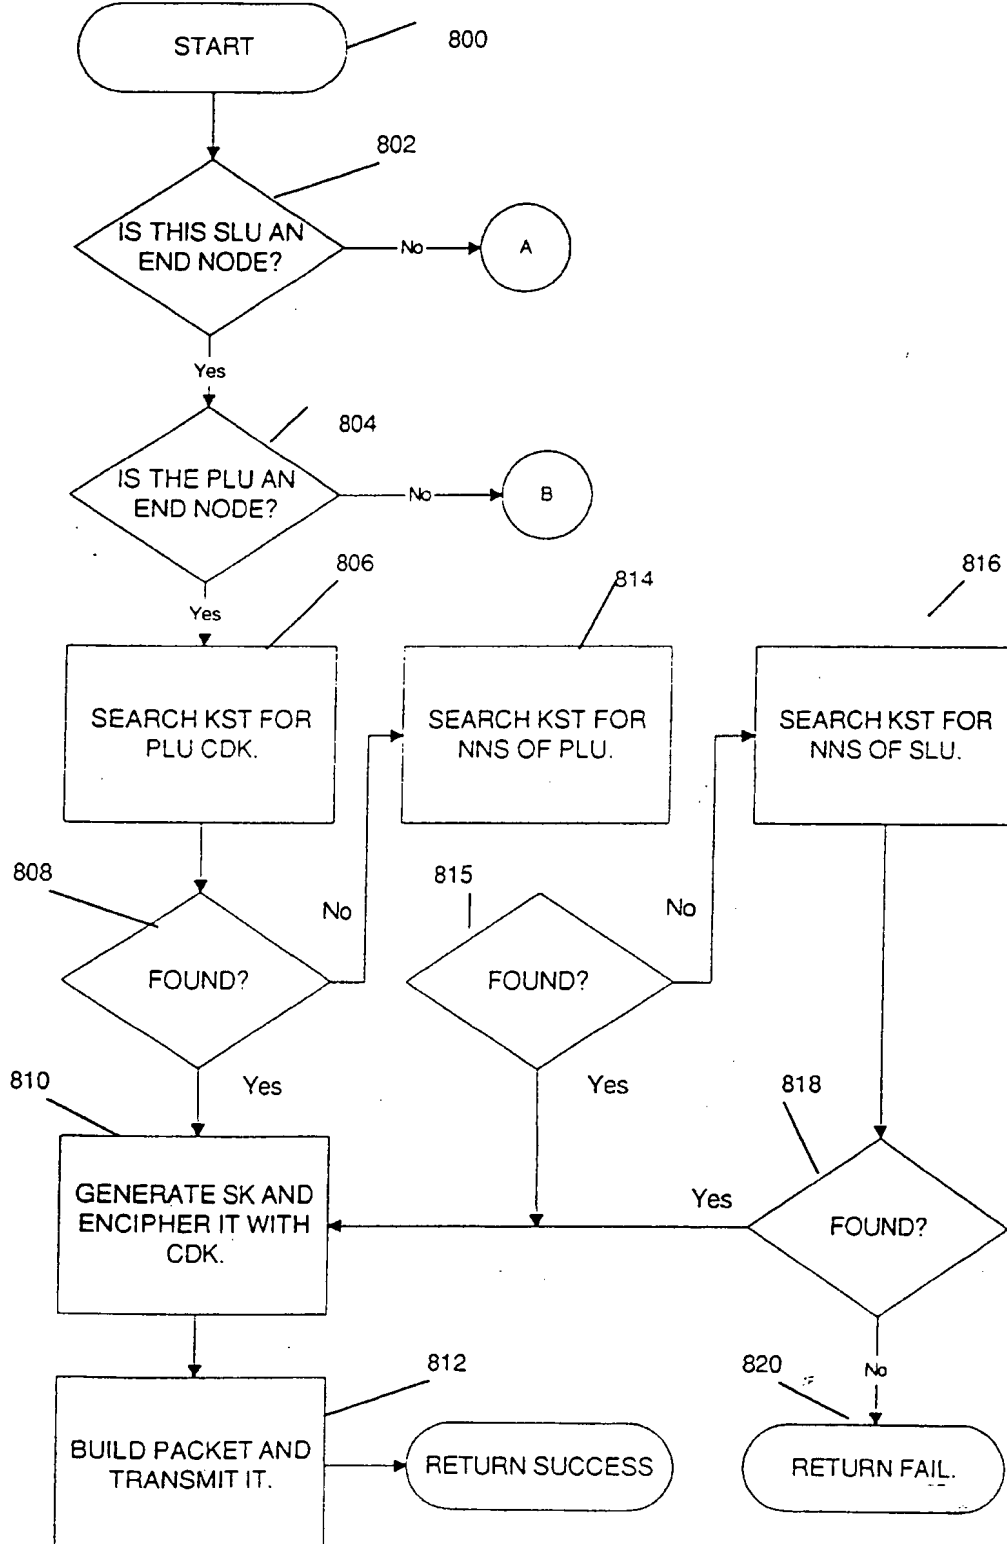 START
800
802
IS THIS SLU AN
END NODE?
No
A
Yes
804
IS THE PLU AN
END NODE?
No
B
Yes
806
814
816
SEARCH KST FOR
PLU CDK.
SEARCH KST FOR
NNS OF PLU.
SEARCH KST FOR
NNS OF SLU.
808
No
815
No
FOUND?
FOUND?
810
Yes
Yes
818
GENERATE SK AND
ENCIPHER IT WITH
CDK.
Yes
FOUND?
812
820
No
BUILD PACKET AND
TRANSMIT IT.
RETURN SUCCESS
RETURN FAIL.